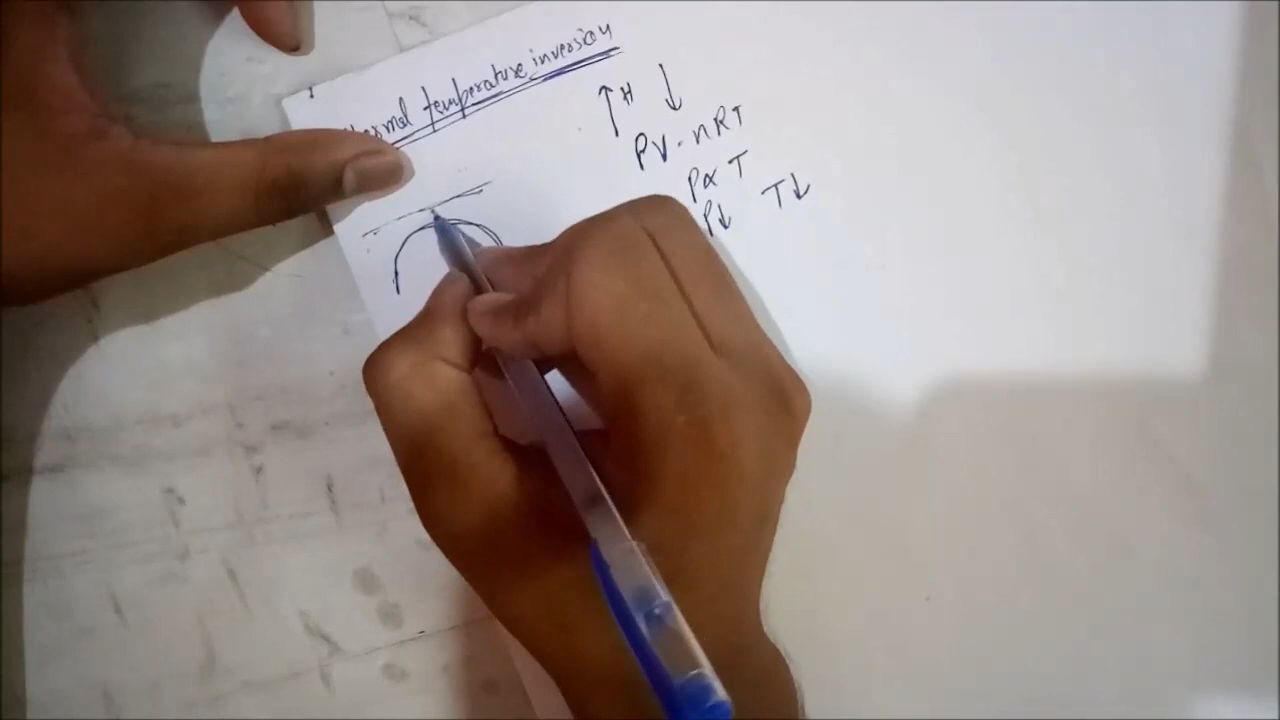 thermal temperature inversion
↑H ↓
PV = nRT
P∝ T
P↓ T↓